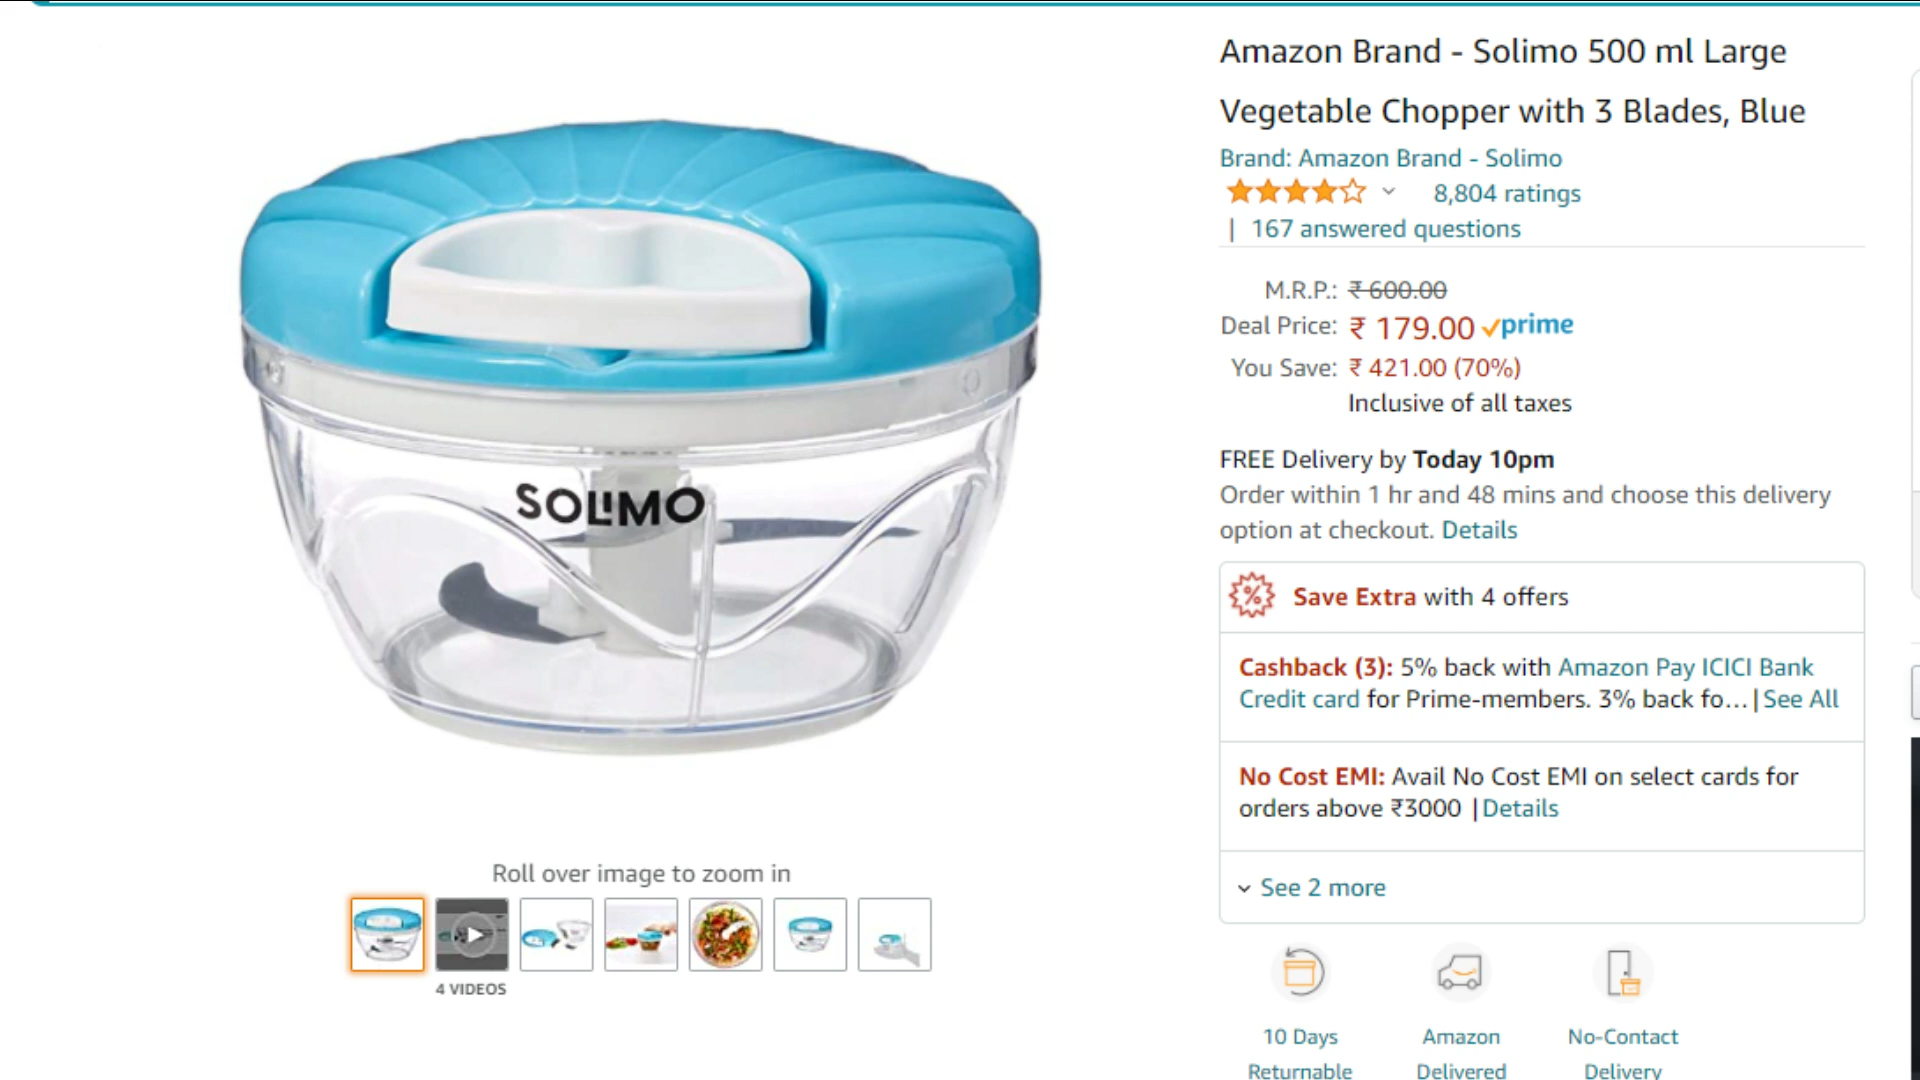 Amazon Brand - Solimo 500 ml Large
Vegetable Chopper with 3 Blades, Blue
Brand: Amazon Brand - Solimo
8,804 ratings
| 167 answered questions
M.R.P.: ₹ 600.00
Deal Price: ₹ 179.00 prime
You Save: ₹ 421.00 (70%)
Inclusive of all taxes
FREE Delivery by Today 10pm
Order within 1 hr and 48 mins and choose this delivery
option at checkout. Details
% Save Extra with 4 offers
Cashback (3): 5% back with Amazon Pay ICICI Bank
Credit card for Prime-members. 3% back fo... | See All
No Cost EMI: Avail No Cost EMI on select cards for
orders above ₹3000 | Details
See 2 more
10 Days
Returnable
Amazon
Delivered
No-Contact
Delivery
SOLIMO
Roll over image to zoom in
4 VIDEOS